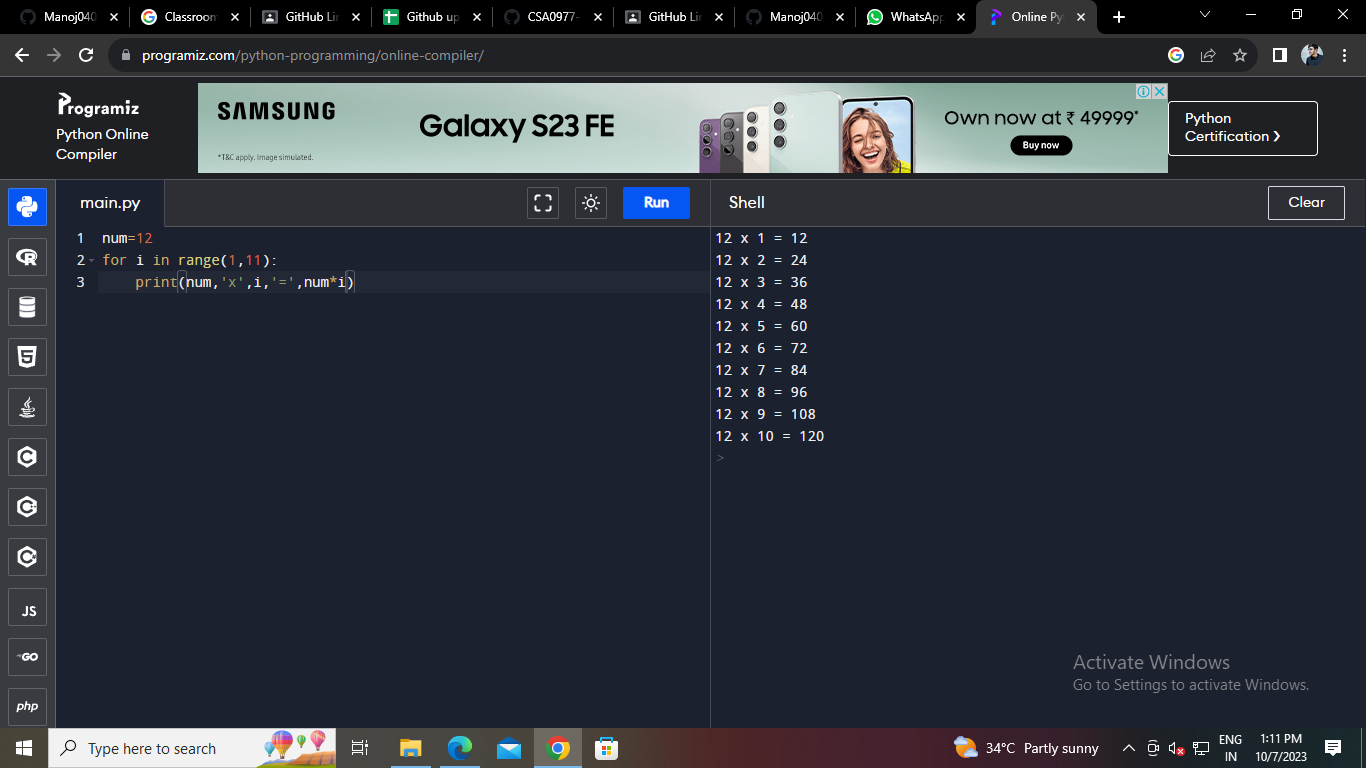 Manoj040
Classroom
GitHub Lin
Github up
CSA0977-
GitHub Lin
Manoj040
WhatsApp
Online Py
programiz.com/python-programming/online-compiler/
Programiz
Python Online
Compiler
SAMSUNG
Galaxy S23 FE
*T&C apply. Image simulated.
Own now at ₹ 49999*
Buy now
Python
Certification ❯
main.py
Run
Shell
Clear
1 num=12
2 for i in range(1,11):
3 print(num,'x',i,'=',num*i)
12 x 1 = 12
12 x 2 = 24
12 x 3 = 36
12 x 4 = 48
12 x 5 = 60
12 x 6 = 72
12 x 7 = 84
12 x 8 = 96
12 x 9 = 108
12 x 10 = 120
>
R
5
C
C
C
JS
GO
php
Activate Windows
Go to Settings to activate Windows.
Type here to search
34°C Partly sunny
ENG
IN
1:11 PM
10/7/2023